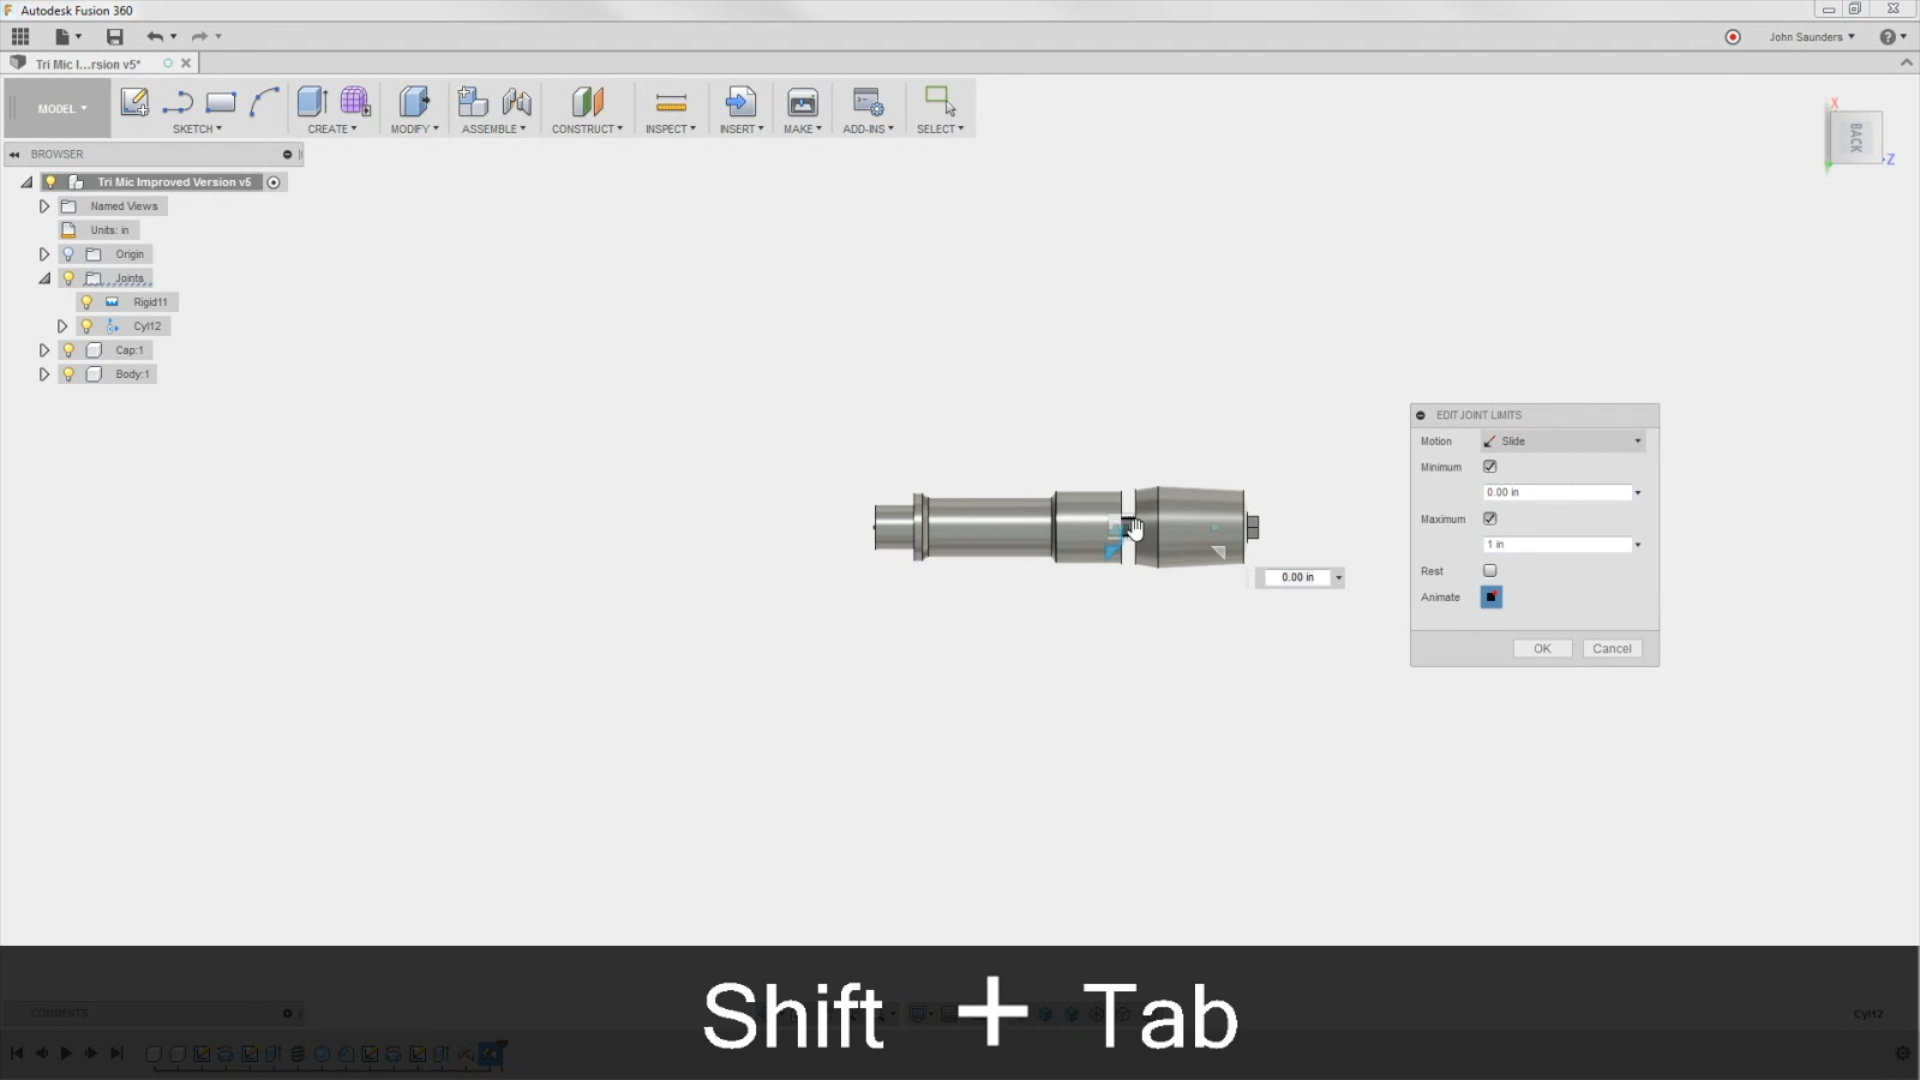 Autodesk Fusion 360
John Saunders
Tri Mic I...rsion v5*
MODEL
SKETCH
CREATE
MODIFY
ASSEMBLE
CONSTRUCT
INSPECT
INSERT
MAKE
ADD-INS
SELECT
X
BACK
Z
BROWSER
Tri Mic Improved Version v5
Named Views
Units: in
Origin
Joints
Rigid11
Cyl12
Cap:1
Body:1
EDIT JOINT LIMITS
Motion Slide
Minimum
0.00 in
Maximum
1 in
Rest
Animate
OK Cancel
0.00 in
Shift + Tab
COMMENTS
Cyl12